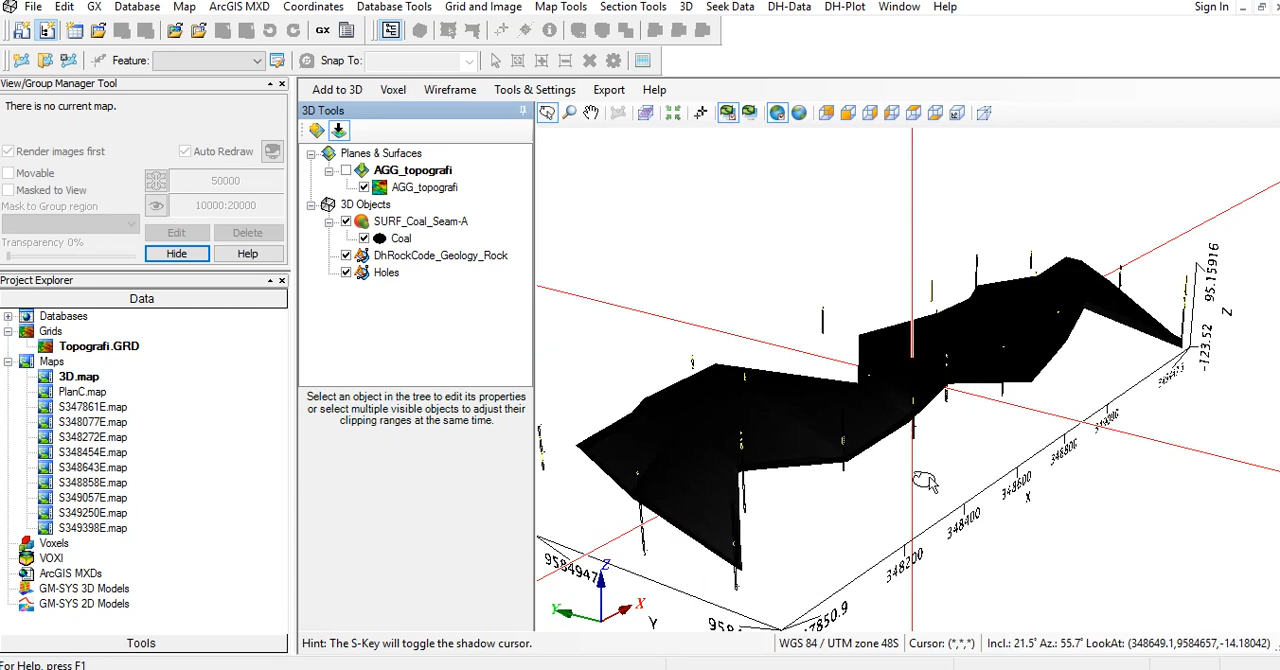 File Edit GX Database Map ArcGIS MXD Coordinates Database Tools Grid and Image Map Tools Section Tools 3D Seek Data DH-Data DH-Plot Window Help Sign In
GX
Feature: Snap To:
View/Group Manager Tool
There is no current map.
Render images first Auto Redraw
Movable 50000
Masked to View
Mask to Group region 10000:20000
Edit Delete
Transparency 0%
Hide Help
Project Explorer
Data
Databases
Grids
Topografi.GRD
Maps
3D.map
PlanC.map
S347861E.map
S348077E.map
S348272E.map
S348454E.map
S348643E.map
S348858E.map
S349057E.map
S349250E.map
S349398E.map
Voxels
VOXI
ArcGIS MXDs
GM-SYS 3D Models
GM-SYS 2D Models
Tools
For Help, press F1
Add to 3D Voxel Wireframe Tools & Settings Export Help
3D Tools
Planes & Surfaces
AGG_topografi
AGG_topografi
3D Objects
SURF_Coal_Seam-A
Coal
DhRockCode_Geology_Rock
Holes
Select an object in the tree to edit its properties
or select multiple visible objects to adjust their
clipping ranges at the same time.
95.15916
Z
-123.52
348800
348600
X
348400
348200
9584947
Z
X
Y
Y
Hint: The S-Key will toggle the shadow cursor. WGS 84 / UTM zone 48S Cursor: (*,*,*) Incl.: 21.5° Az.: 55.7° LookAt: (348649.1,9584657,-14.18042)